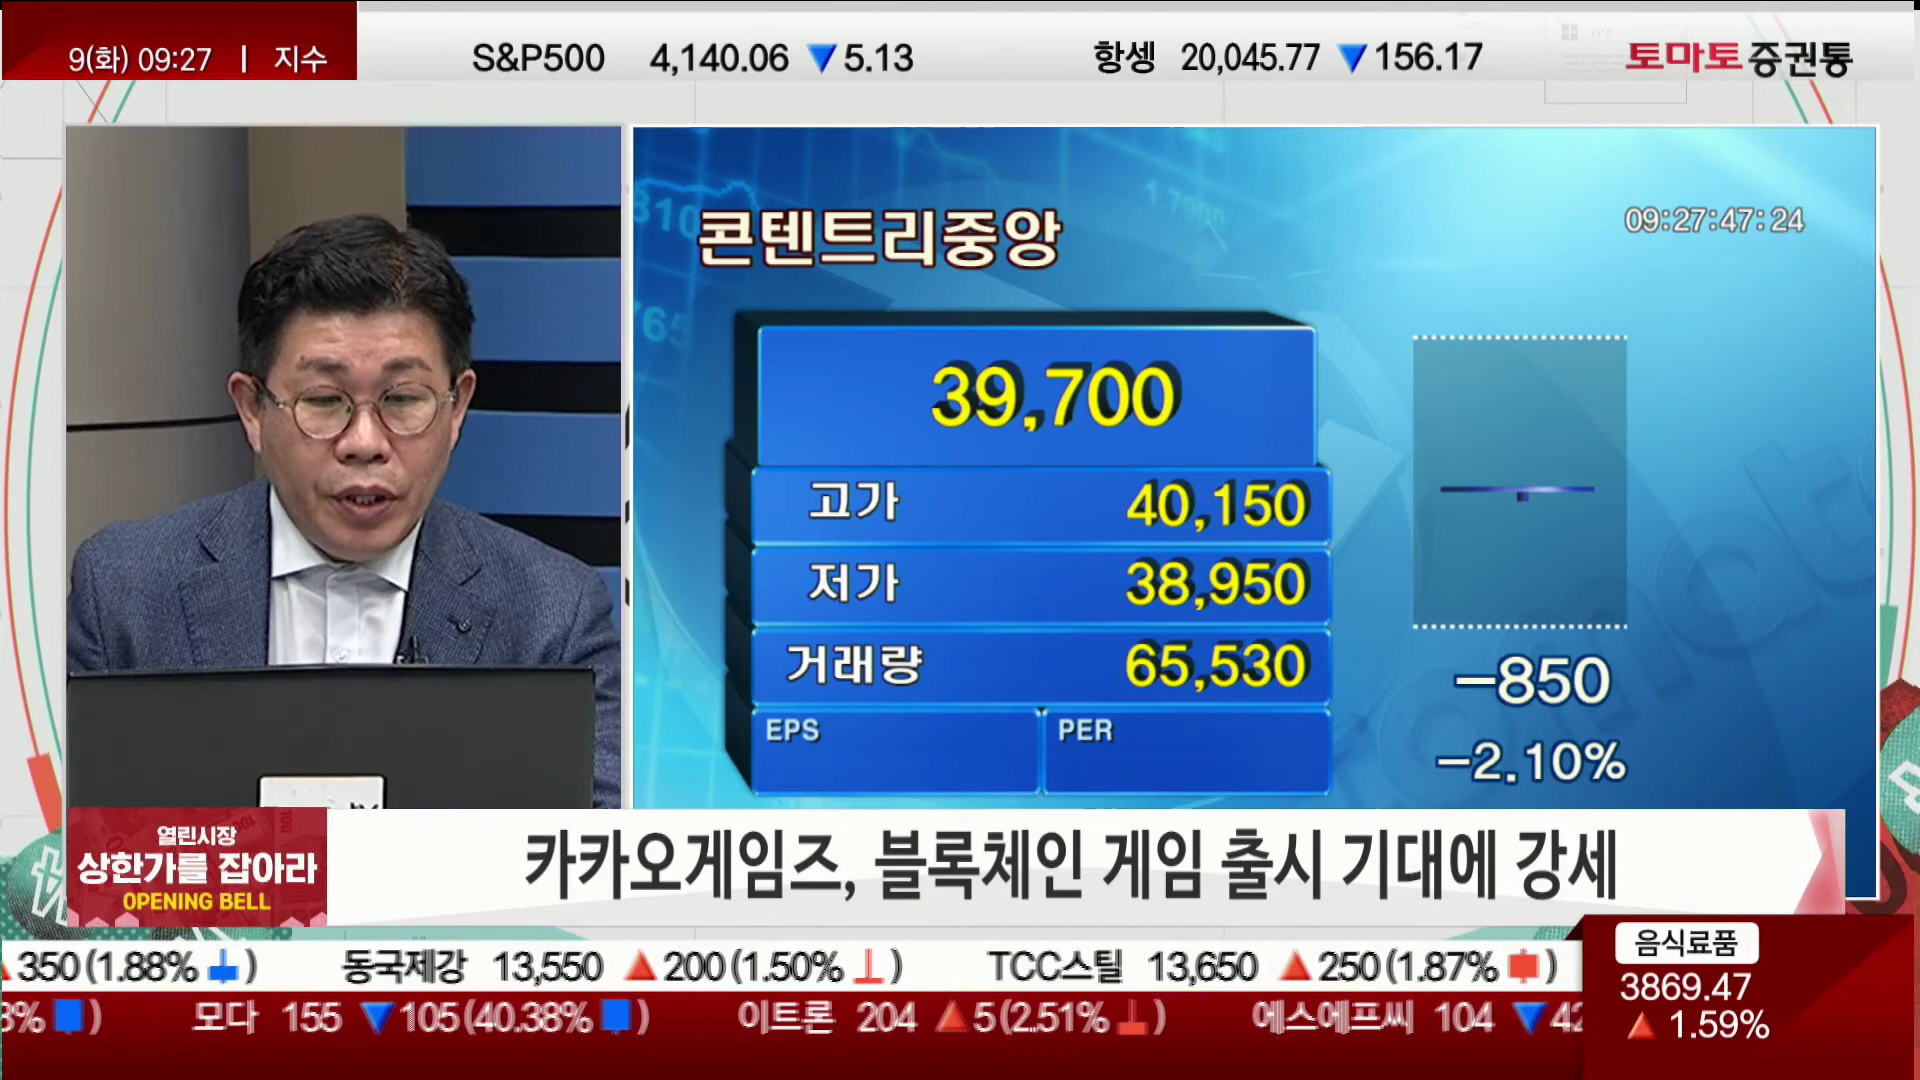 9(화) 09:27 | 지수
S&P500 4,140.06 ▼5.13
항셍 20,045.77 ▼156.17
토마토증권통
콘텐트리중앙
09:27:47:24
39,700
고가 40,150
저가 38,950
거래량 65,530
EPS PER
-850
-2.10%
열린시장
상한가를 잡아라
OPENING BELL
카카오게임즈, 블록체인 게임 출시 기대에 강세
350(1.88%) 동국제강 13,550 ▲200(1.50%) TCC스틸 13,650 ▲250(1.87%)
8%) 모다 155 ▼105(40.38%) 이트론 204 ▲5(2.51%) 에스에프씨 104 ▼42
음식료품
3869.47
▲1.59%